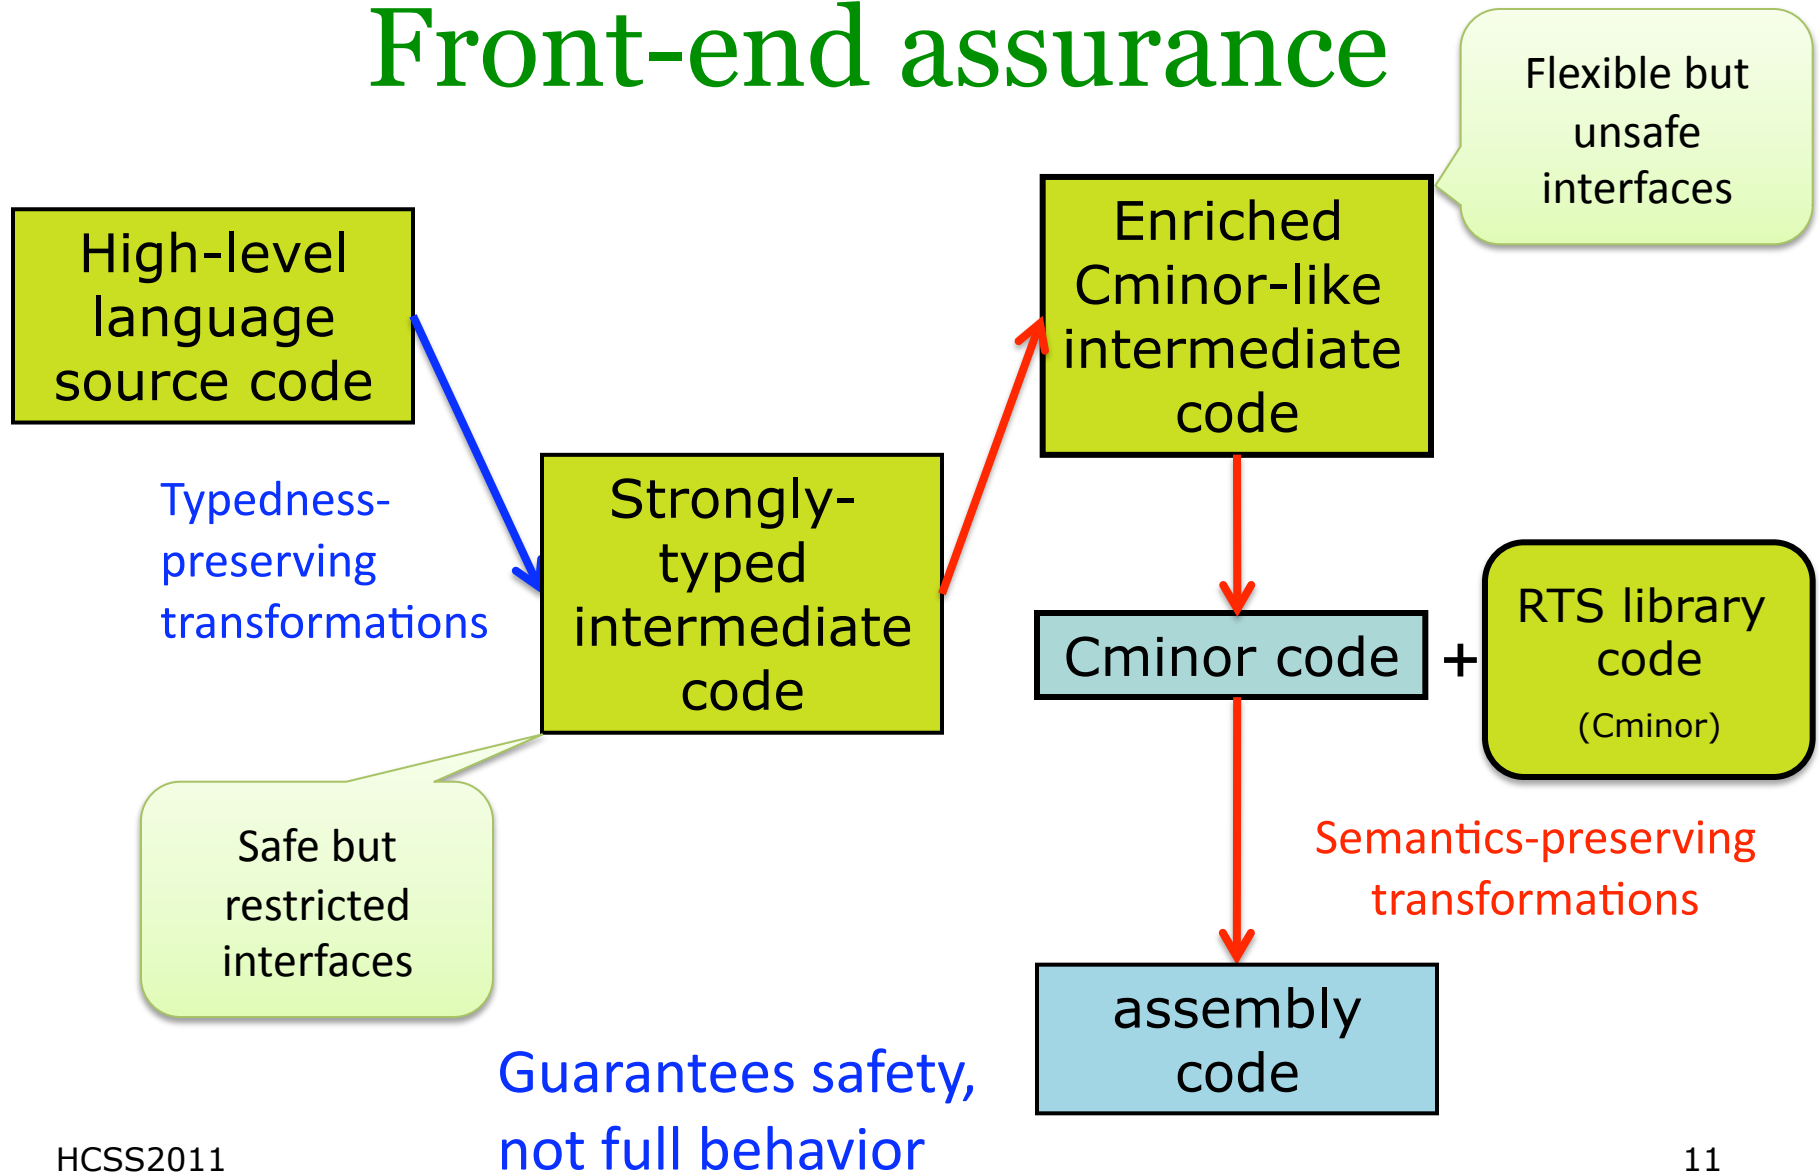 Front-end assurance
Flexible but
unsafe
interfaces
High-level
language
source code
Enriched
Cminor-like
intermediate
code
Typedness-
preserving
transformations
Strongly-
typed
intermediate
code
Cminor code
+
RTS library
code
(Cminor)
Safe but
restricted
interfaces
Semantics-preserving
transformations
assembly
code
Guarantees safety,
not full behavior
HCSS2011
11